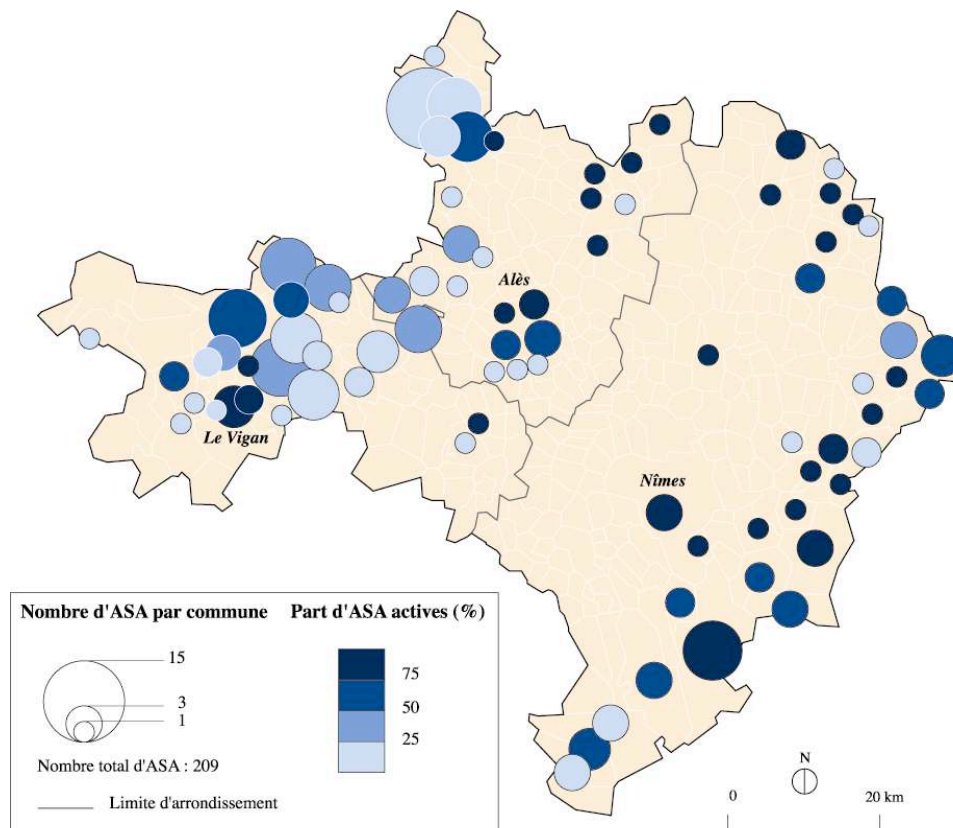 Alès
Le Vigan
Nîmes
Nombre d'ASA par commune
15
3
1
Nombre total d'ASA : 209
Limite d'arrondissement
Part d'ASA actives (%)
75
50
25
N
0
20 km